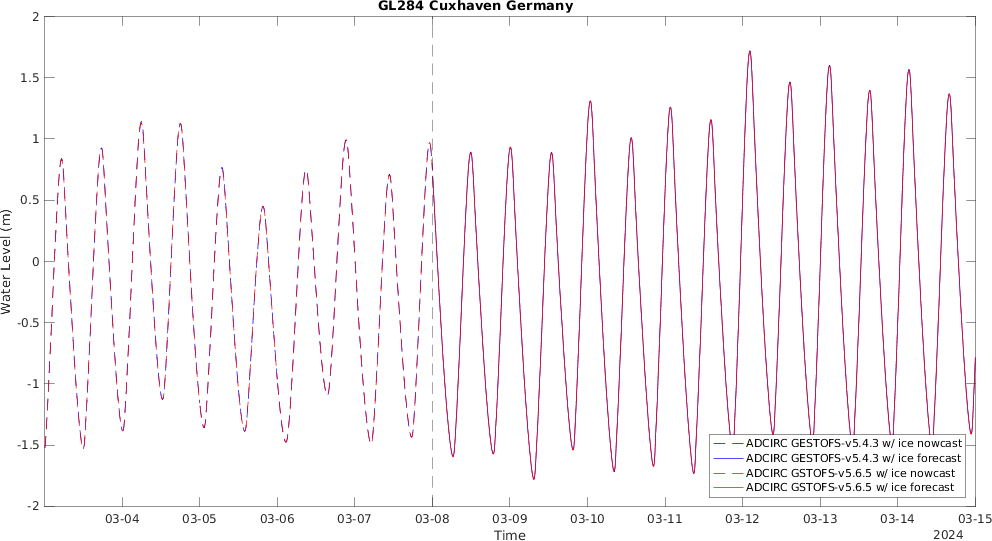 GL284 Cuxhaven Germany
2
1.5
1
0.5
0
-0.5
-1
-1.5
-2
Water Level (m)
ADCIRC GESTOFS-v5.4.3 w/ ice nowcast
ADCIRC GESTOFS-v5.4.3 w/ ice forecast
ADCIRC GSTOFS-v5.6.5 w/ ice nowcast
ADCIRC GSTOFS-v5.6.5 w/ ice forecast
03-04 03-05 03-06 03-07 03-08 03-09 03-10 03-11 03-12 03-13 03-14 03-15
Time
2024